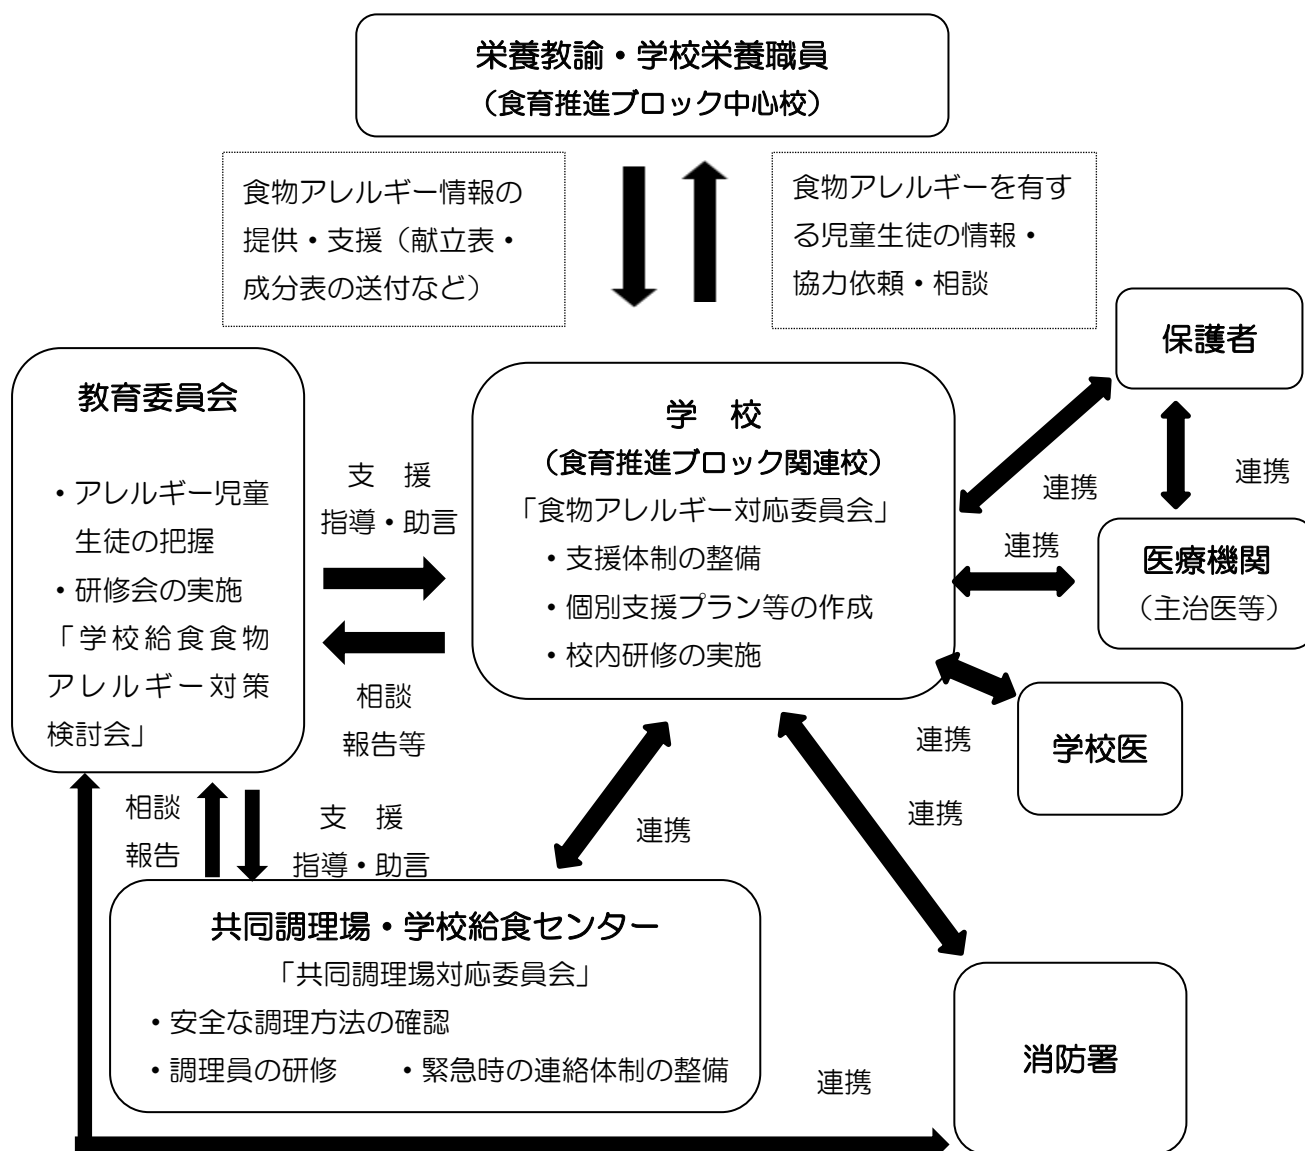 栄養教諭・学校栄養職員
（食育推進ブロック中心校）
食物アレルギー情報の
提供・支援（献立表・
成分表の送付など）
食物アレルギーを有す
る児童生徒の情報・
協力依頼・相談
保護者
教育委員会
・アレルギー児童
生徒の把握
・研修会の実施
「学校給食食物
アレルギー対策
検討会」
支　援
指導・助言
相談
報告等
学　校
（食育推進ブロック関連校）
「食物アレルギー対応委員会」
・支援体制の整備
・個別支援プラン等の作成
・校内研修の実施
連携
連携
連携
医療機関
（主治医等）
連携
学校医
連携
連携
相談
報告
支　援
指導・助言
共同調理場・学校給食センター
「共同調理場対応委員会」
・安全な調理方法の確認
・調理員の研修　　・緊急時の連絡体制の整備
連携
消防署